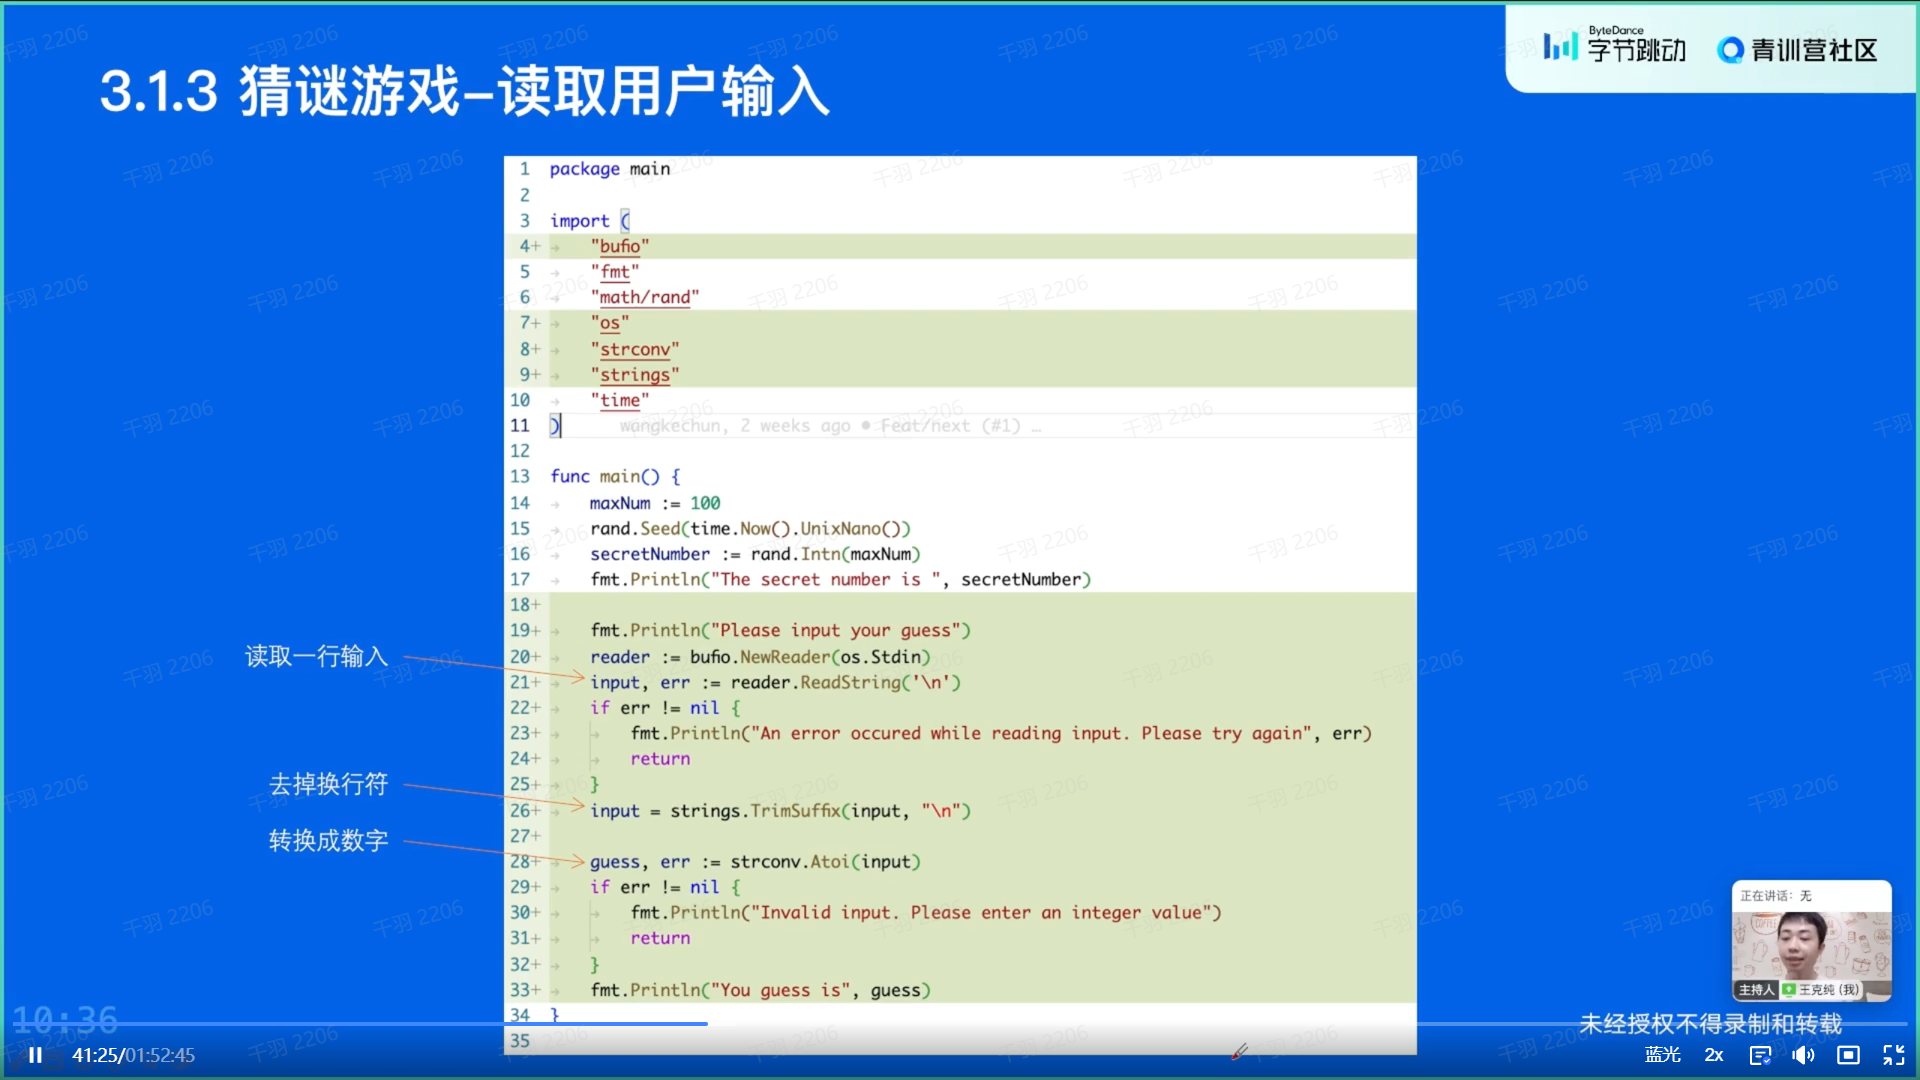 ByteDance
字节跳动
青训营社区
3.1.3 猜谜游戏–读取用户输入
1 package main
2
3 import (
4+ "bufio"
5 "fmt"
6 "math/rand"
7+ "os"
8+ "strconv"
9+ "strings"
10 "time"
11 ) wangkechun, 2 weeks ago • Feat/next (#1) …
12
13 func main() {
14 maxNum := 100
15 rand.Seed(time.Now().UnixNano())
16 secretNumber := rand.Intn(maxNum)
17 fmt.Println("The secret number is ", secretNumber)
18+
19+ fmt.Println("Please input your guess")
20+ reader := bufio.NewReader(os.Stdin)
读取一行输入
21+ input, err := reader.ReadString('\n')
22+ if err != nil {
23+ fmt.Println("An error occured while reading input. Please try again", err)
24+ return
25+ }
去掉换行符
26+ input = strings.TrimSuffix(input, "\n")
27+
转换成数字
28+ guess, err := strconv.Atoi(input)
29+ if err != nil {
30+ fmt.Println("Invalid input. Please enter an integer value")
31+ return
32+ }
33+ fmt.Println("You guess is", guess)
34 }
35
正在讲话: 无
COFFEE
主持人 王克纯 (我)
10:36
未经授权不得录制和转载
41:25/01:52:45
蓝光 2x
千羽 2206